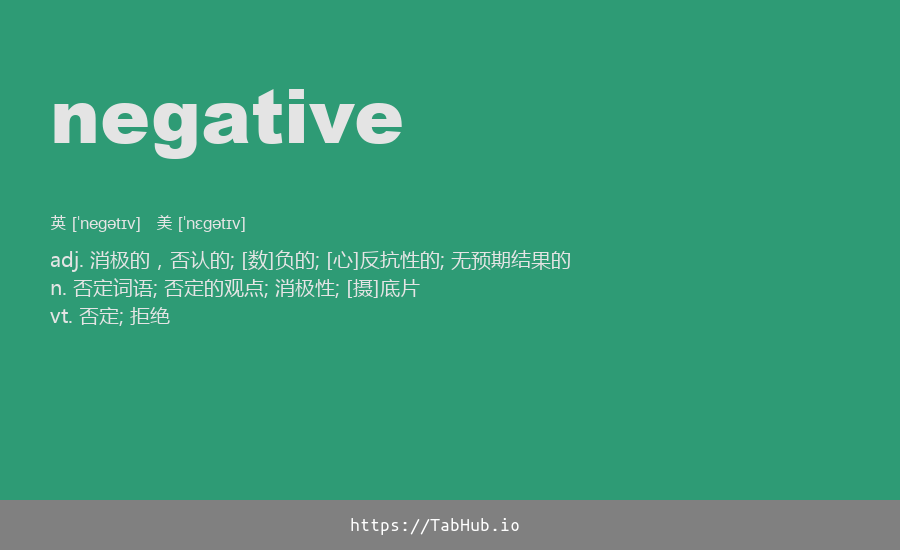 negative
英 [ˈnegətɪv] 美 [ˈnɛgətɪv]
adj. 消极的，否认的; [数]负的; [心]反抗性的; 无预期结果的
n. 否定词语; 否定的观点; 消极性; [摄]底片
vt. 否定; 拒绝
https://TabHub.io